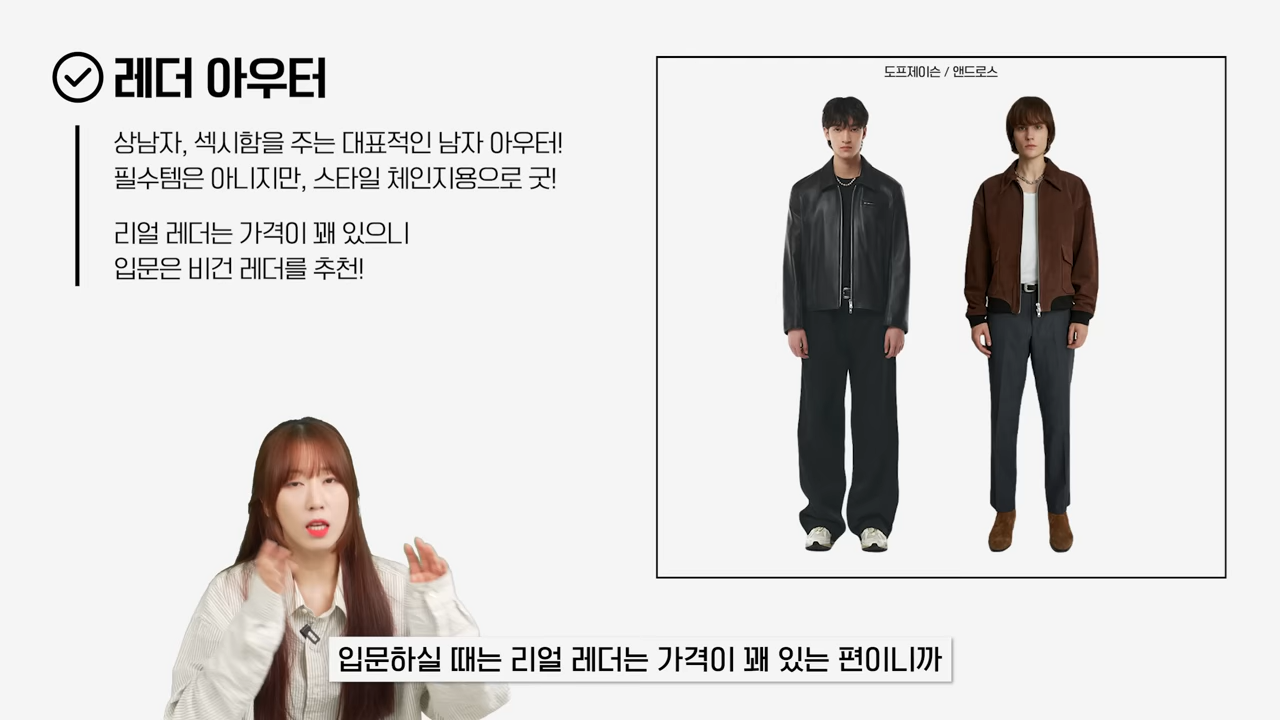 레더 아우터
상남자, 섹시함을 주는 대표적인 남자 아우터!
필수템은 아니지만, 스타일 체인지용으로 굿!
리얼 레더는 가격이 꽤 있으니
입문은 비건 레더를 추천!
도프제이슨 / 앤드로스
입문하실 때는 리얼 레더는 가격이 꽤 있는 편이니까